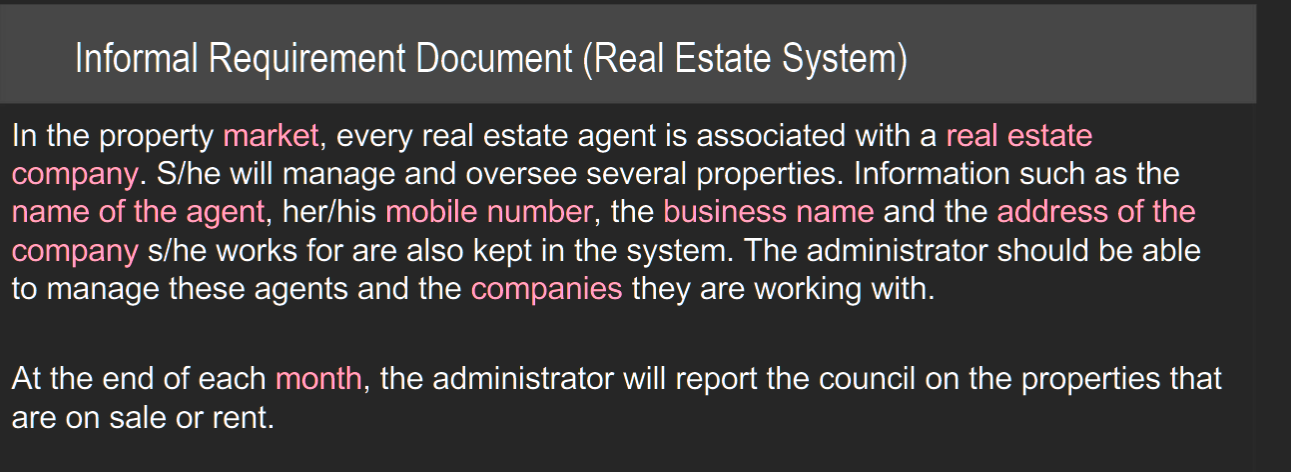 Informal Requirement Document (Real Estate System)
In the property market, every real estate agent is associated with a real estate
company. S/he will manage and oversee several properties. Information such as the
name of the agent, her/his mobile number, the business name and the address of the
company s/he works for are also kept in the system. The administrator should be able
to manage these agents and the companies they are working with.
At the end of each month, the administrator will report the council on the properties that
are on sale or rent.